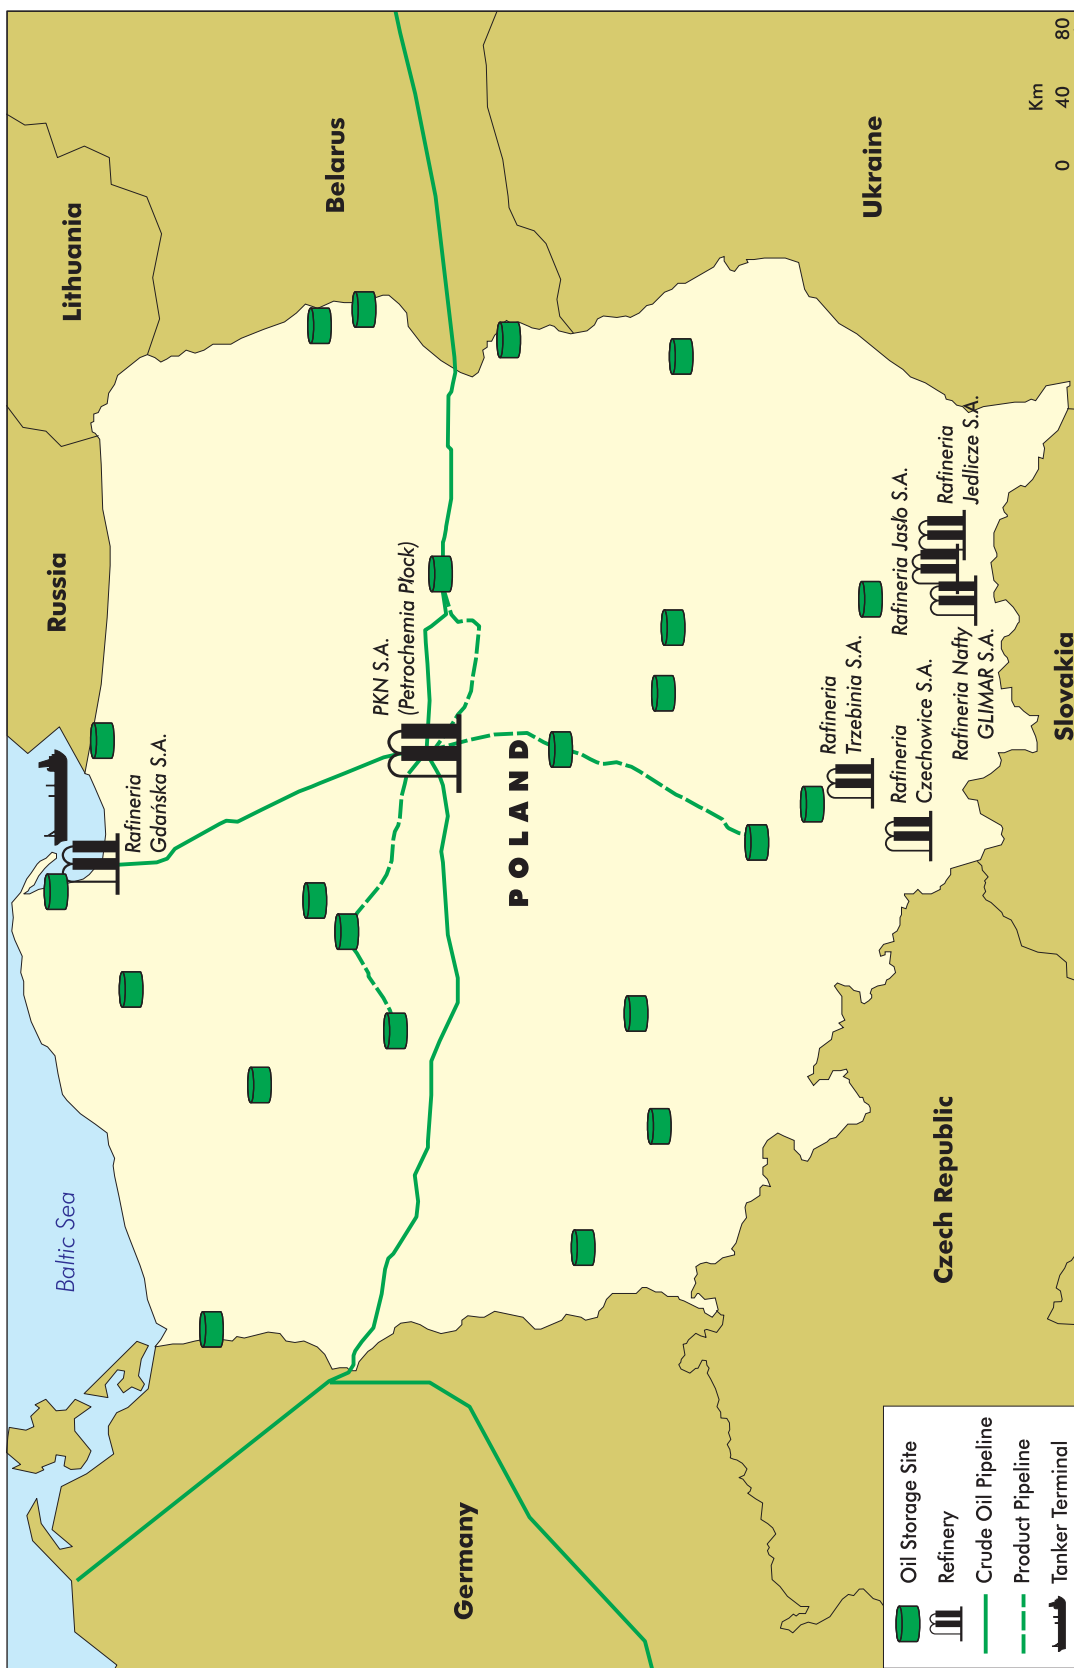 Baltic Sea
Russia
Lithuania
Belarus
Ukraine
Germany
Czech Republic
Slovakia
POLAND
Rafineria
Gdańska S.A.
PKN S.A.
(Petrochemia Płock)
Rafineria
Trzebinia S.A.
Rafineria
Czechowice S.A.
Rafineria Nafty
GLIMAR S.A.
Rafineria Jasło S.A.
Rafineria
Jedlicze S.A.
Oil Storage Site
Refinery
Crude Oil Pipeline
Product Pipeline
Tanker Terminal
Km
0 40 80